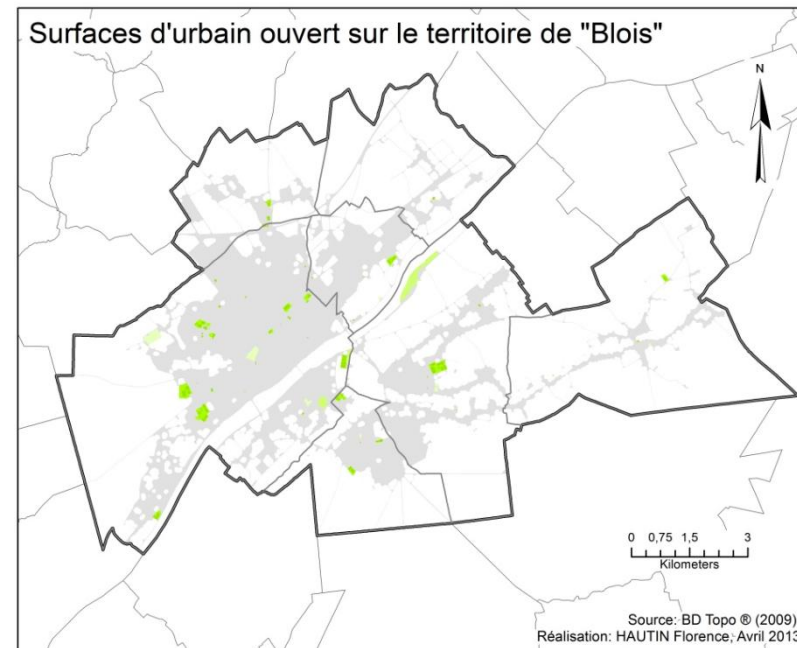 Surfaces d'urbain ouvert sur le territoire de "Blois"
N
0 0,75 1,5 3
Kilometers
Source: BD Topo ® (2009)
Réalisation: HAUTIN Florence, Avril 2013